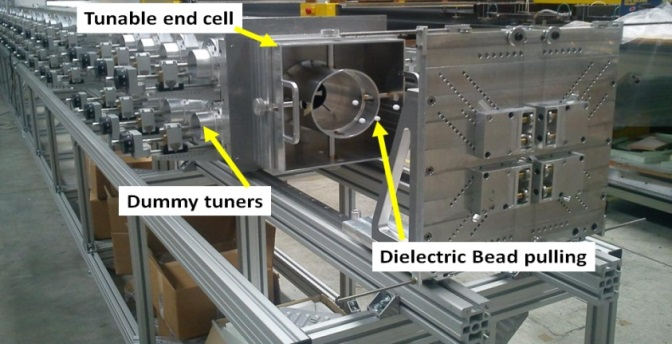 Tunable end cell
Dummy tuners
Dielectric Bead pulling